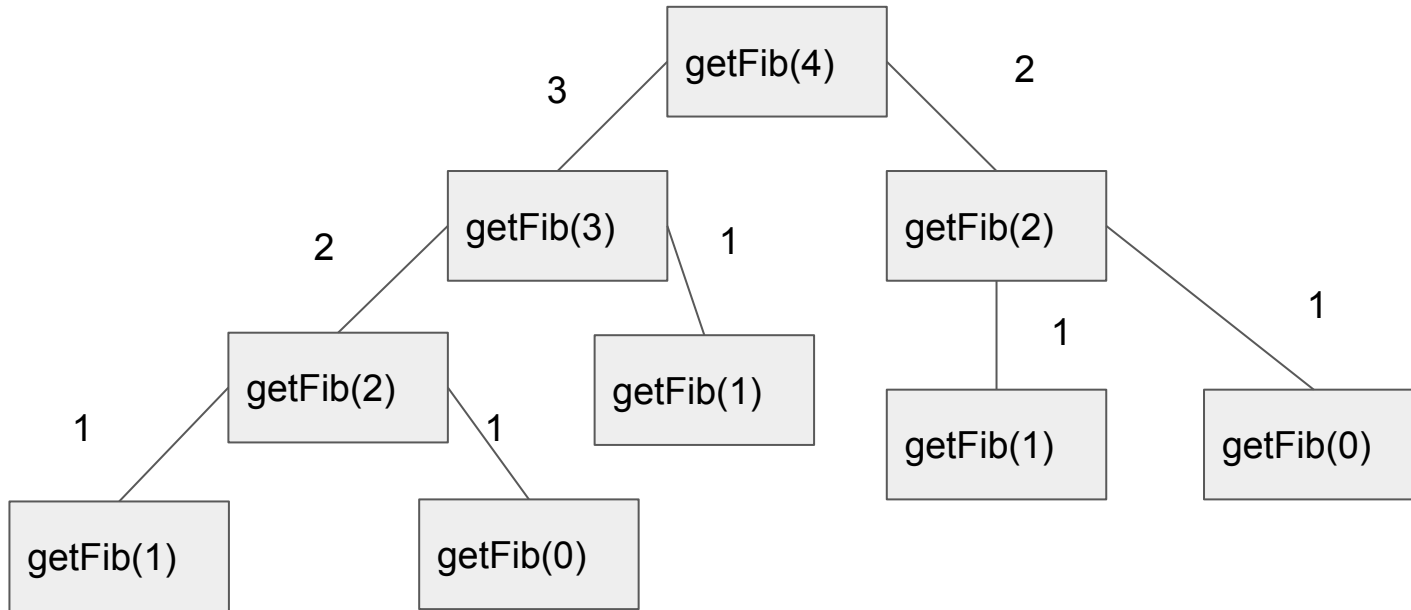 getFib(4)
3
2
getFib(3)
getFib(2)
2
1
1
1
getFib(2)
getFib(1)
getFib(1)
getFib(0)
1
1
getFib(1)
getFib(0)